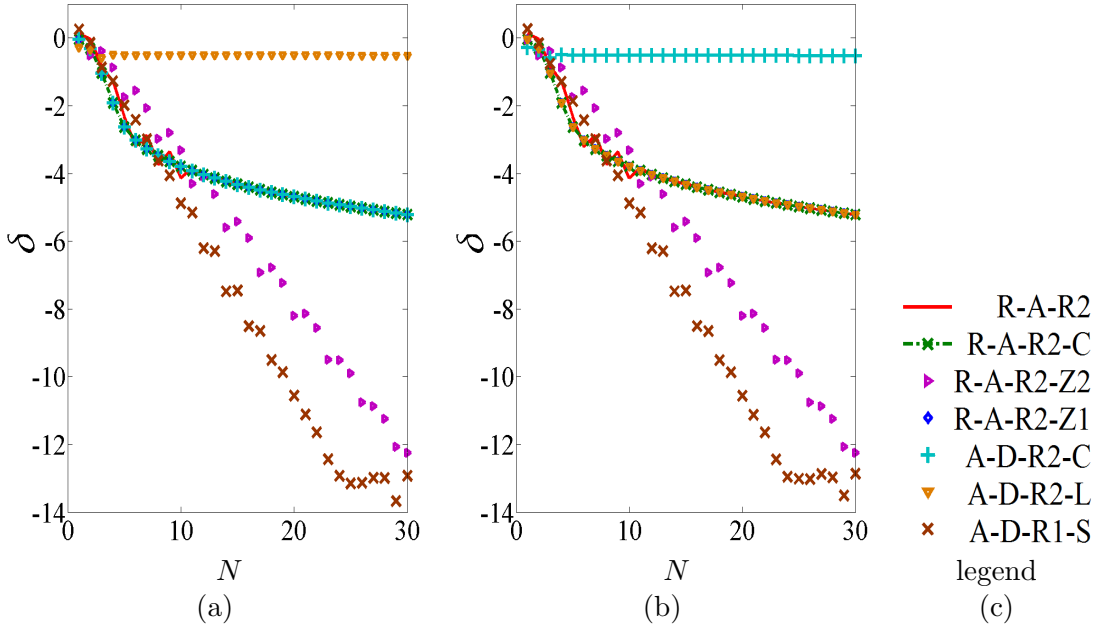 0
-2
-4
-6
-8
-10
-12
-14
δ
0
10
20
30
N
(a)
0
-2
-4
-6
-8
-10
-12
-14
δ
0
10
20
30
N
(b)
R-A-R2
R-A-R2-C
R-A-R2-Z2
R-A-R2-Z1
A-D-R2-C
A-D-R2-L
A-D-R1-S
legend
(c)